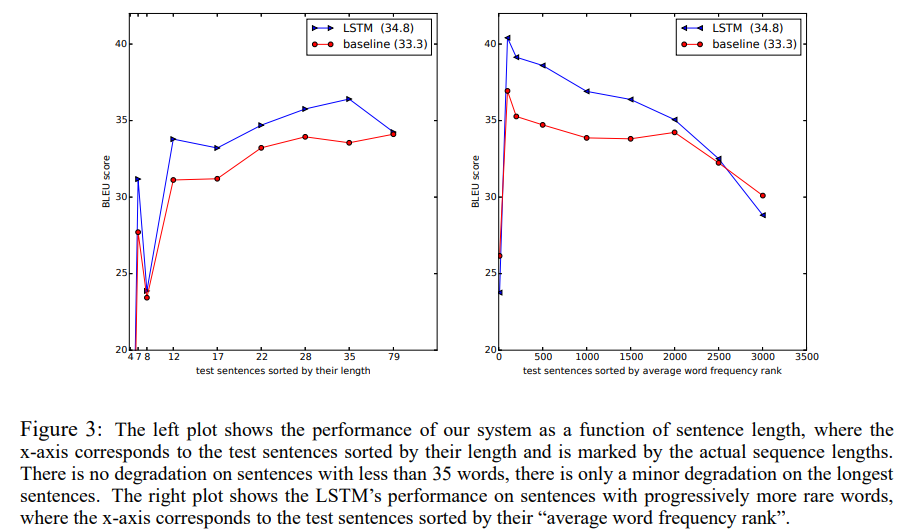 LSTM (34.8)
baseline (33.3)
40
35
30
25
20
BLEU score
4 7 8 12 17 22 28 35 79
test sentences sorted by their length
LSTM (34.8)
baseline (33.3)
40
35
30
25
20
BLEU score
0 500 1000 1500 2000 2500 3000 3500
test sentences sorted by average word frequency rank
Figure 3: The left plot shows the performance of our system as a function of sentence length, where the
x-axis corresponds to the test sentences sorted by their length and is marked by the actual sequence lengths.
There is no degradation on sentences with less than 35 words, there is only a minor degradation on the longest
sentences. The right plot shows the LSTM’s performance on sentences with progressively more rare words,
where the x-axis corresponds to the test sentences sorted by their “average word frequency rank”.